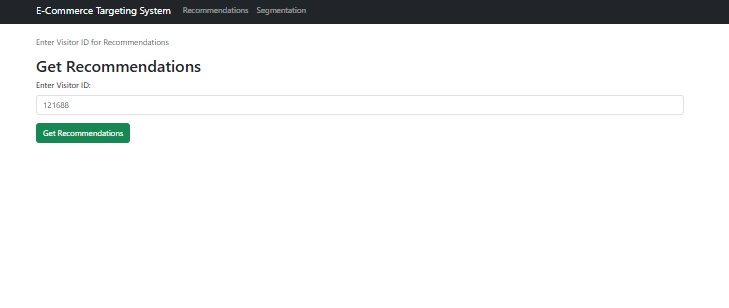 E-Commerce Targeting System Recommendations Segmentation
Enter Visitor ID for Recommendations
Get Recommendations
Enter Visitor ID:
121688
Get Recommendations